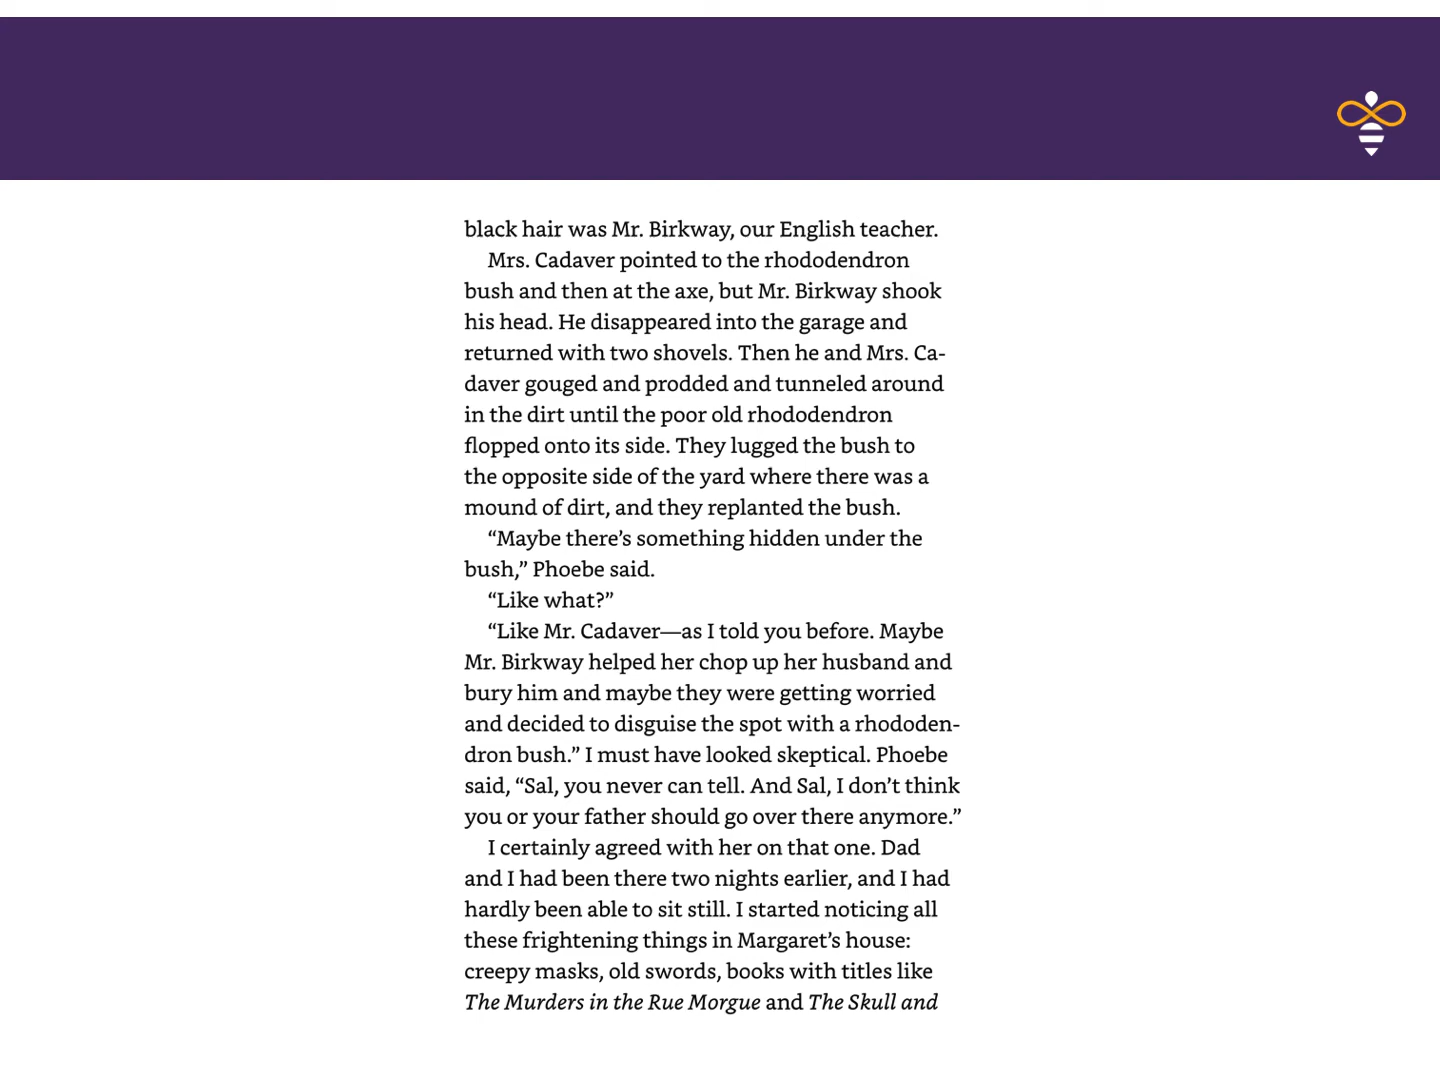 black hair was Mr. Birkway, our English teacher.
Mrs. Cadaver pointed to the rhododendron
bush and then at the axe, but Mr. Birkway shook
his head. He disappeared into the garage and
returned with two shovels. Then he and Mrs. Ca-
daver gouged and prodded and tunneled around
in the dirt until the poor old rhododendron
flopped onto its side. They lugged the bush to
the opposite side of the yard where there was a
mound of dirt, and they replanted the bush.
“Maybe there’s something hidden under the
bush,” Phoebe said.
“Like what?”
“Like Mr. Cadaver—as I told you before. Maybe
Mr. Birkway helped her chop up her husband and
bury him and maybe they were getting worried
and decided to disguise the spot with a rhododen-
dron bush.” I must have looked skeptical. Phoebe
said, “Sal, you never can tell. And Sal, I don’t think
you or your father should go over there anymore.”
I certainly agreed with her on that one. Dad
and I had been there two nights earlier, and I had
hardly been able to sit still. I started noticing all
these frightening things in Margaret’s house:
creepy masks, old swords, books with titles like
The Murders in the Rue Morgue and The Skull and